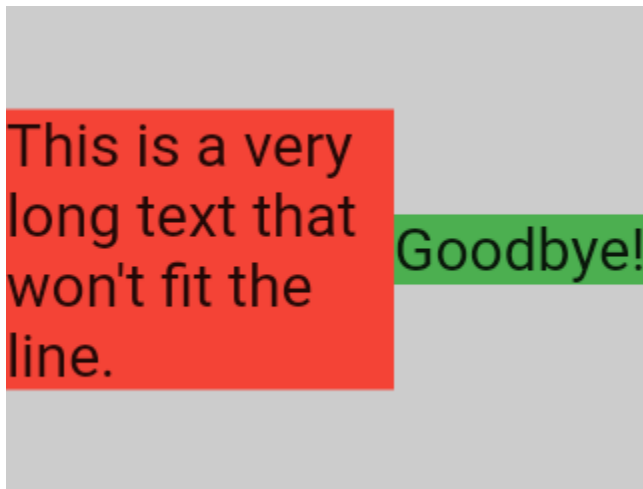 This is a very
long text that
won't fit the
line.
Goodbye!